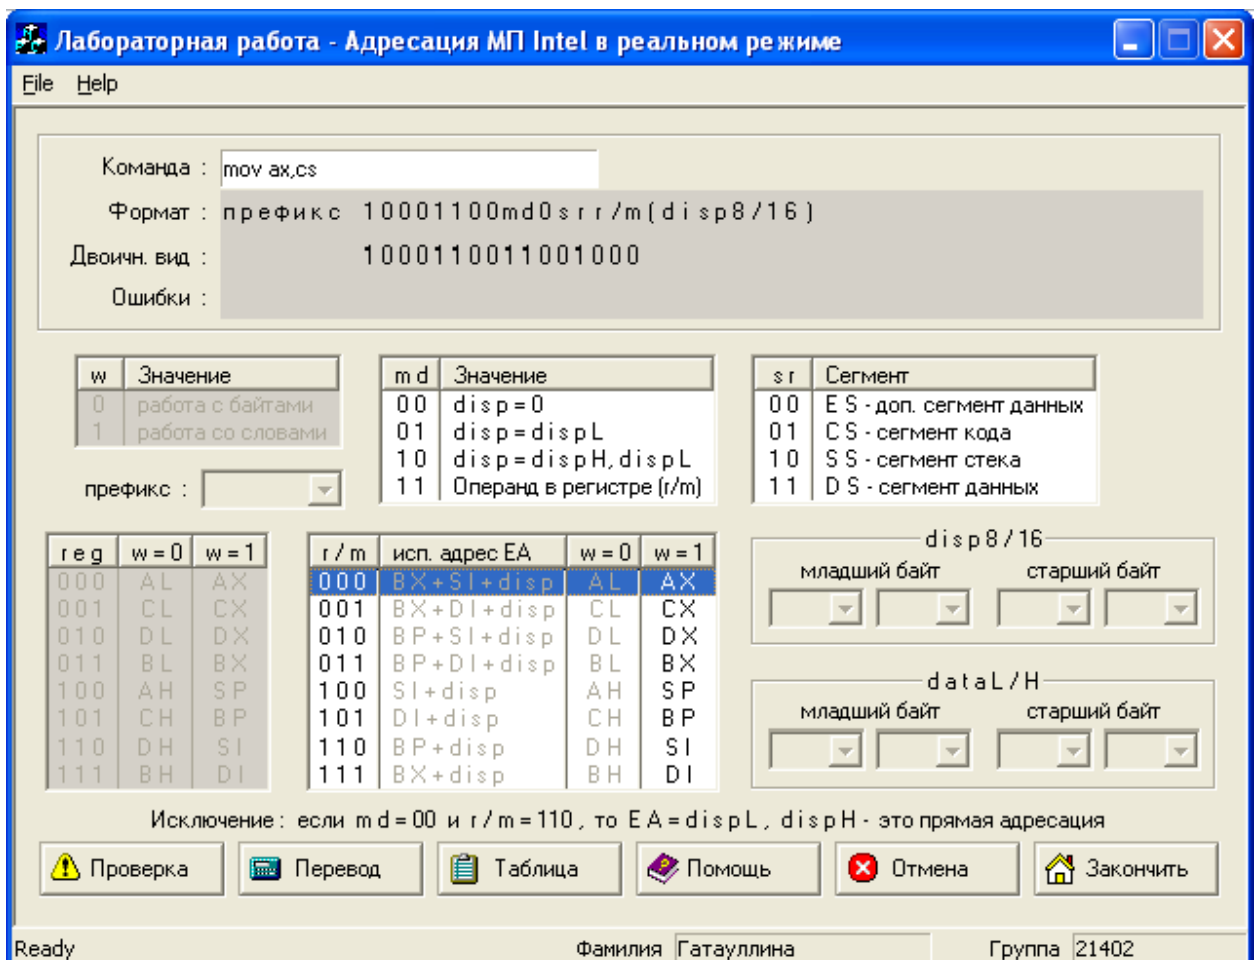 Лабораторная работа - Адресация МП Intel в реальном режиме
File Help
Команда : mov ax,cs
Формат : префикс 10001100md0srr/m(disp8/16)
Двоичн. вид : 1000110011001000
Ошибки :
w Значение
0 работа с байтами
1 работа со словами
префикс :
md Значение
00 disp=0
01 disp=dispL
10 disp=dispH,dispL
11 Операнд в регистре (r/m)
sr Сегмент
00 ES - доп. сегмент данных
01 CS - сегмент кода
10 SS - сегмент стека
11 DS - сегмент данных
reg w=0 w=1
000 AL AX
001 CL CX
010 DL DX
011 BL BX
100 AH SP
101 CH BP
110 DH SI
111 BH DI
r/m исп. адрес EA w=0 w=1
000 BX+SI+disp AL AX
001 BX+DI+disp CL CX
010 BP+SI+disp DL DX
011 BP+DI+disp BL BX
100 SI+disp AH SP
101 DI+disp CH BP
110 BP+disp DH SI
111 BX+disp BH DI
disp8/16
младший байт старший байт
dataL/H
младший байт старший байт
Исключение : если md=00 и r/m=110, то EA=dispL, dispH - это прямая адресация
Проверка Перевод Таблица Помощь Отмена Закончить
Ready Фамилия Гатауллина Группа 21402